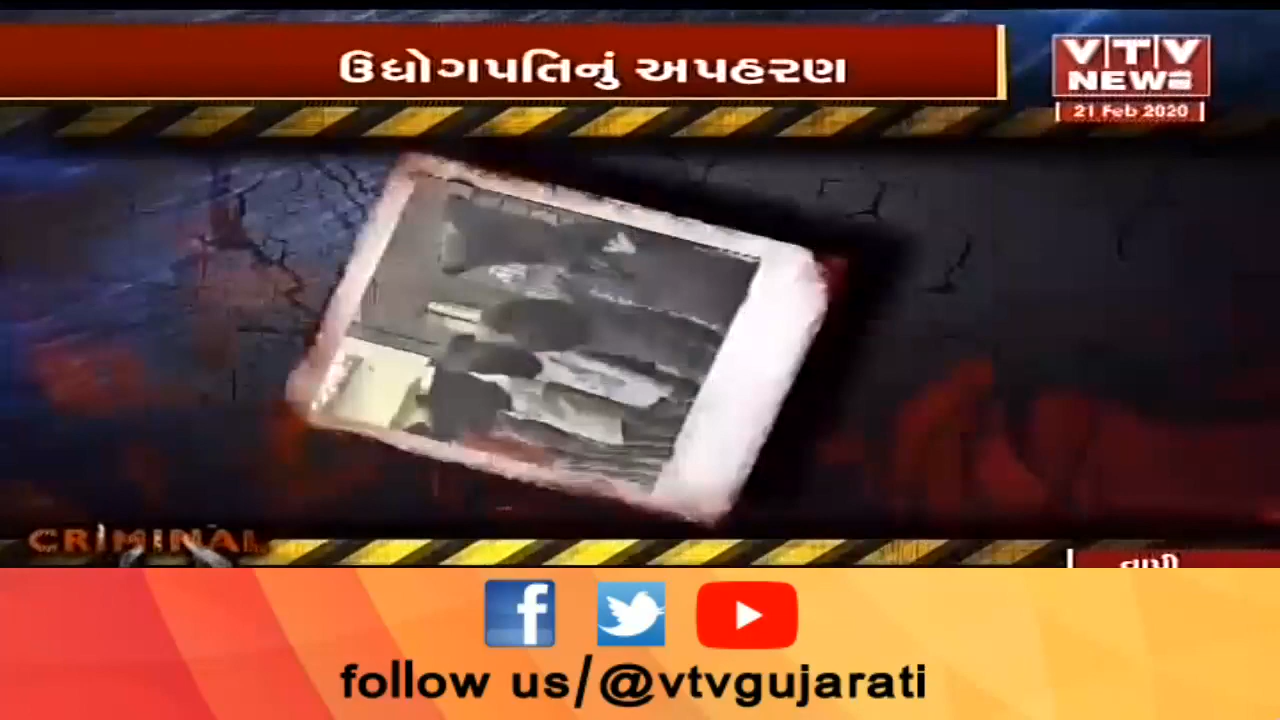 ઉદ્યોગપતિનું અપહરણ
VTV
NEWS
21 Feb 2020
CRIMINAL
વાપી
follow us/@vtvgujarati